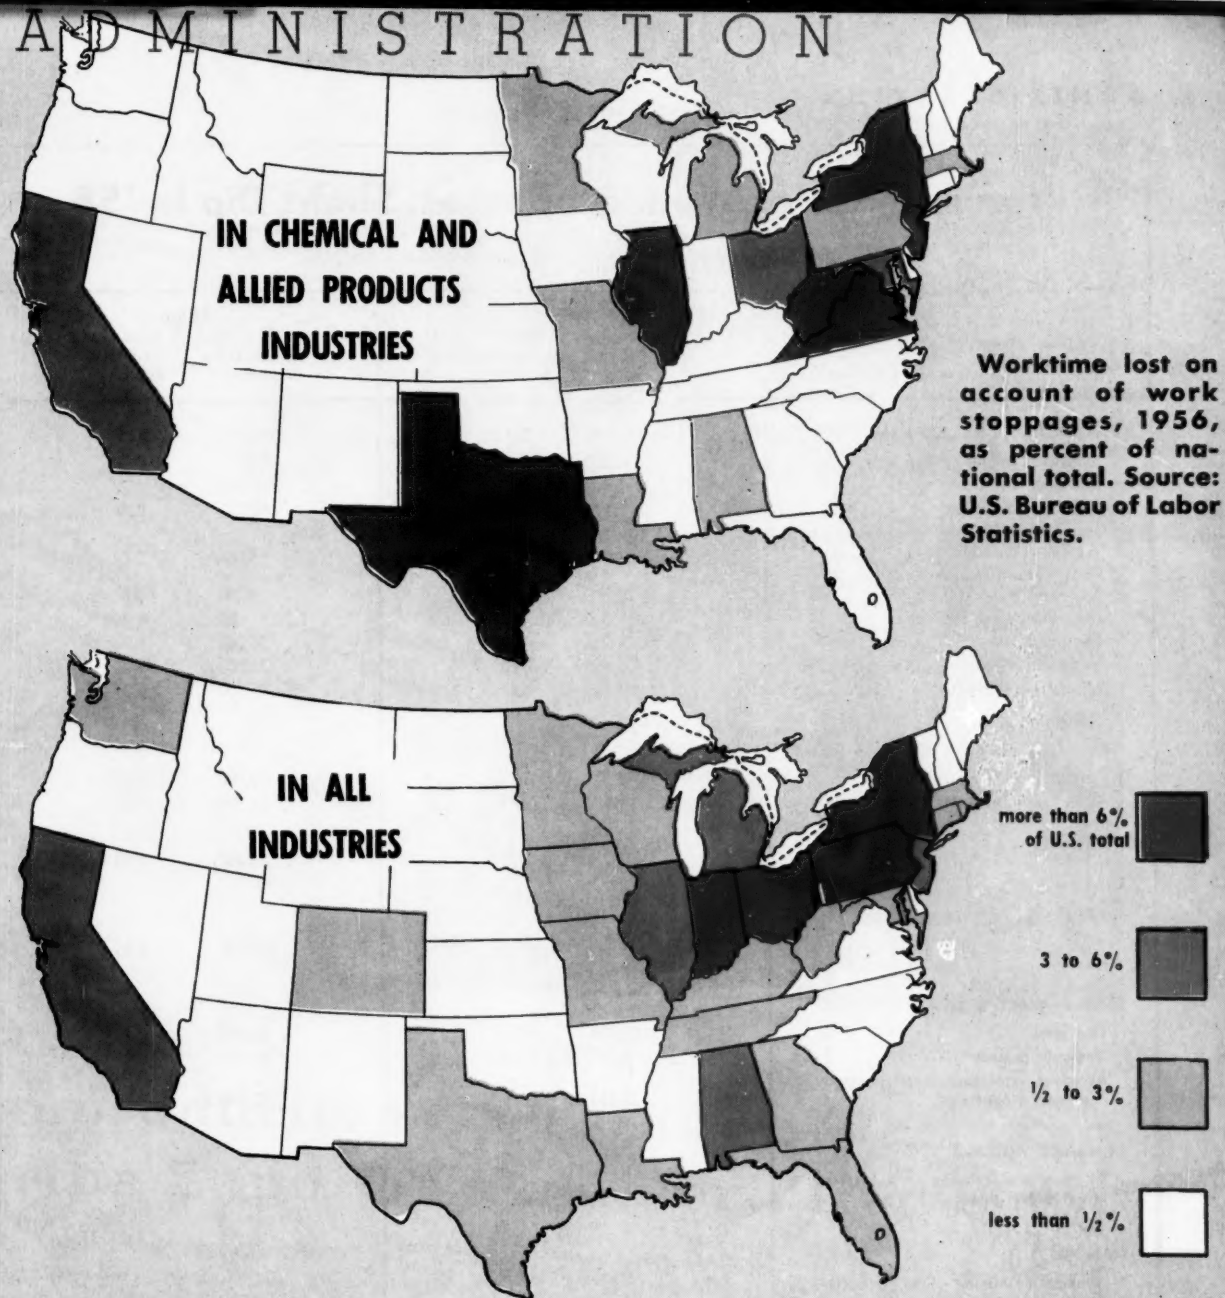 ADMINISTRATION
IN CHEMICAL AND
ALLIED PRODUCTS
INDUSTRIES
Worktime lost on
account of work
stoppages, 1956,
as percent of na-
tional total. Source:
U.S. Bureau of Labor
Statistics.
IN ALL
INDUSTRIES
more than 6%
of U.S. total
3 to 6%
½ to 3%
less than ½%